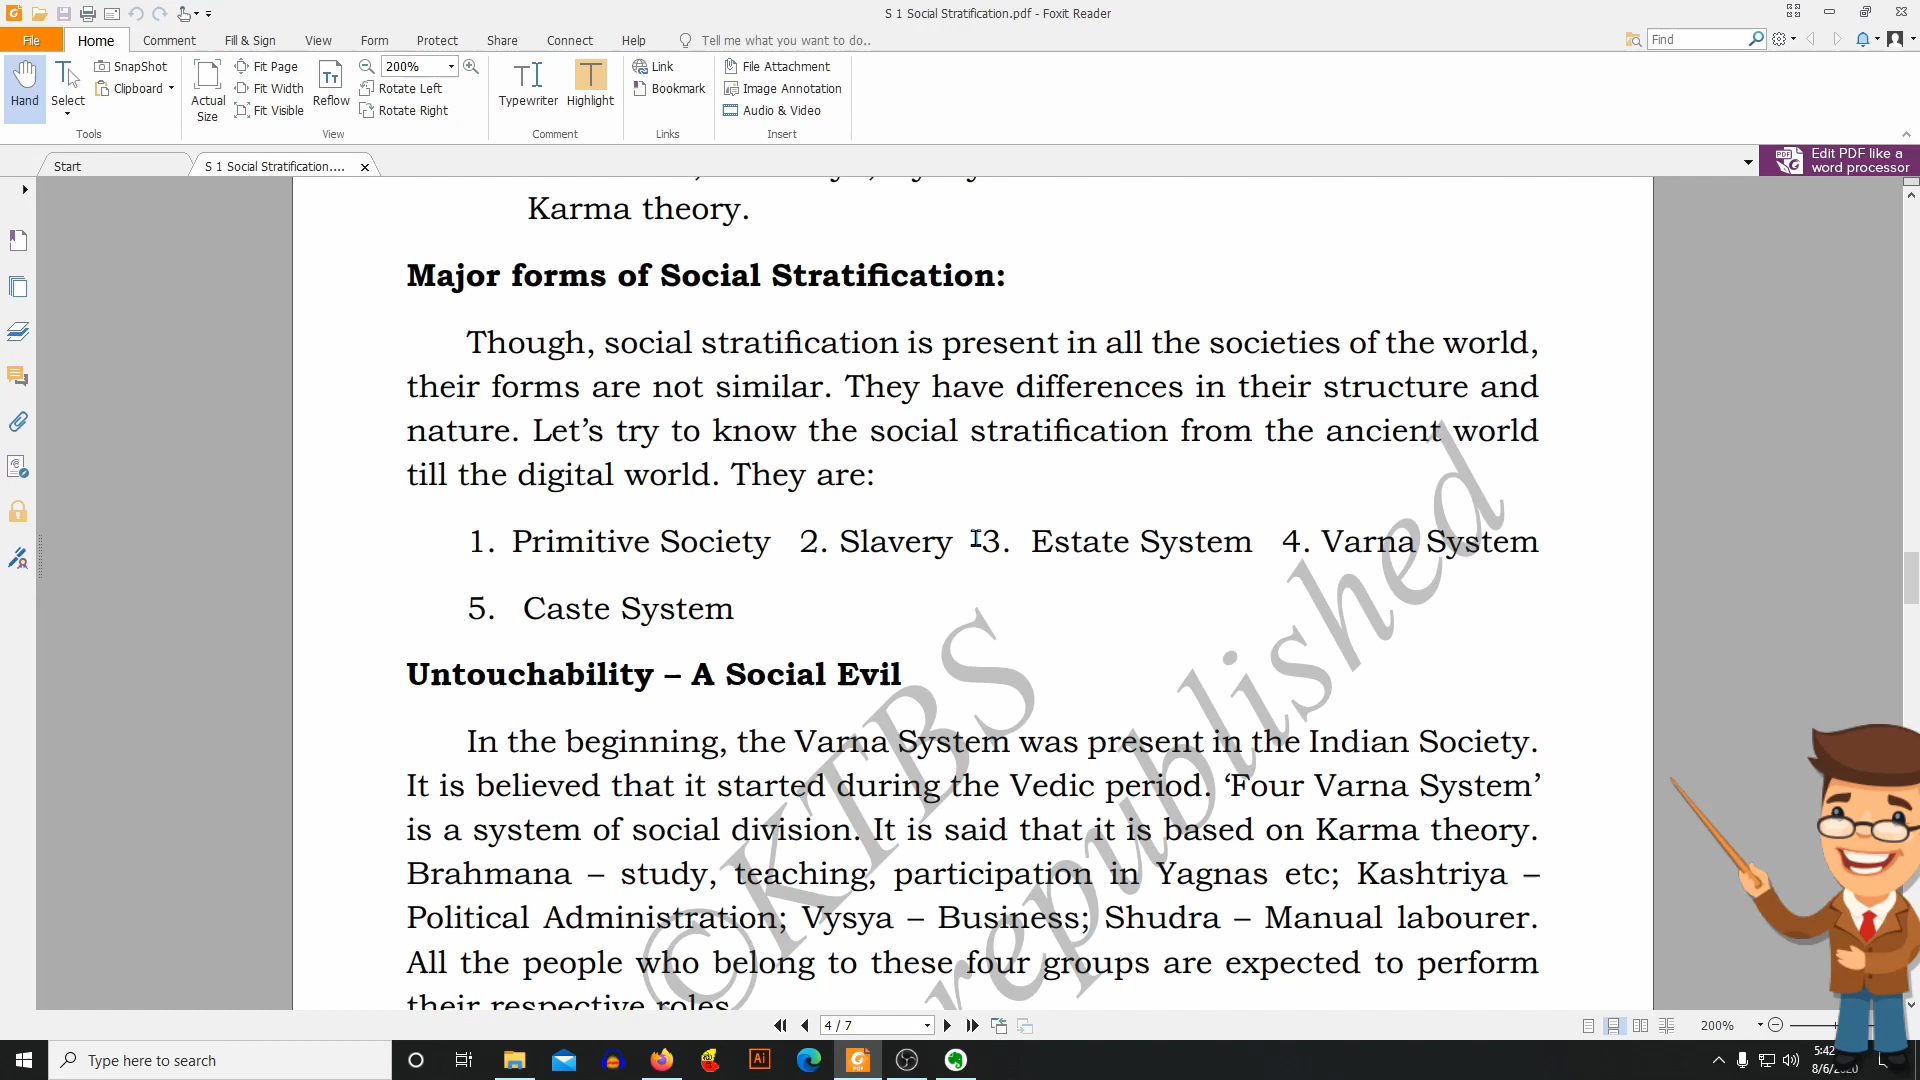 S 1 Social Stratification.pdf - Foxit Reader
File Home Comment Fill & Sign View Form Protect Share Connect Help Tell me what you want to do.. Find
Hand
Select
SnapShot
Clipboard
Tools
Actual
Size
Fit Page
Fit Width
Fit Visible
Reflow
200%
Rotate Left
Rotate Right
View
Typewriter
Highlight
Comment
Link
Bookmark
Links
File Attachment
Image Annotation
Audio & Video
Insert
Start
S 1 Social Stratification....
Edit PDF like a
word processor
Karma theory.
Major forms of Social Stratification:
Though, social stratification is present in all the societies of the world,
their forms are not similar. They have differences in their structure and
nature. Let’s try to know the social stratification from the ancient world
till the digital world. They are:
1. Primitive Society 2. Slavery 3. Estate System 4. Varna System
5. Caste System
Untouchability – A Social Evil
In the beginning, the Varna System was present in the Indian Society.
It is believed that it started during the Vedic period. ‘Four Varna System’
is a system of social division. It is said that it is based on Karma theory.
Brahmana – study, teaching, participation in Yagnas etc; Kashtriya –
Political Administration; Vysya – Business; Shudra – Manual labourer.
All the people who belong to these four groups are expected to perform
their respective roles.
©KTBS
republished
4 / 7
200%
Type here to search
Ai
5:42
8/6/2020